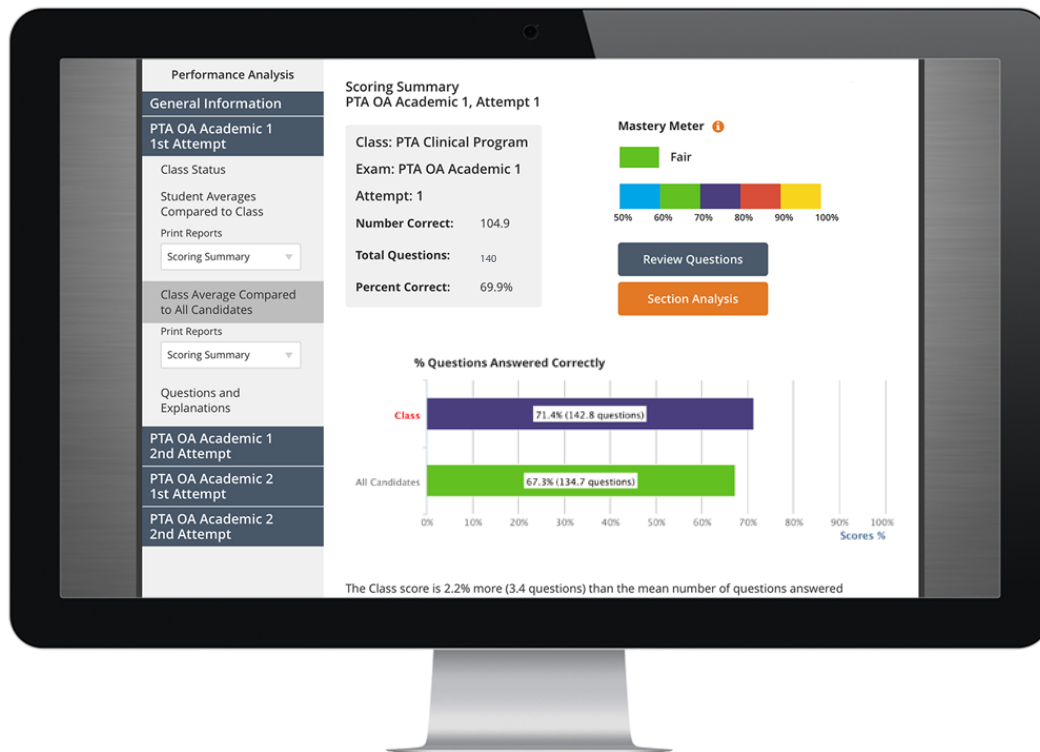 Performance Analysis
General Information
PTA OA Academic 1
1st Attempt
Class Status
Student Averages
Compared to Class
Print Reports
Scoring Summary
Class Average Compared
to All Candidates
Print Reports
Scoring Summary
Questions and
Explanations
PTA OA Academic 1
2nd Attempt
PTA OA Academic 2
1st Attempt
PTA OA Academic 2
2nd Attempt
Scoring Summary
PTA OA Academic 1, Attempt 1
Class: PTA Clinical Program
Exam: PTA OA Academic 1
Attempt: 1
Number Correct: 104.9
Total Questions: 140
Percent Correct: 69.9%
Mastery Meter i
Fair
50% 60% 70% 80% 90% 100%
Review Questions
Section Analysis
% Questions Answered Correctly
Class 71.4% (142.8 questions)
All Candidates 67.3% (134.7 questions)
0% 10% 20% 30% 40% 50% 60% 70% 80% 90% 100%
Scores %
The Class score is 2.2% more (3.4 questions) than the mean number of questions answered